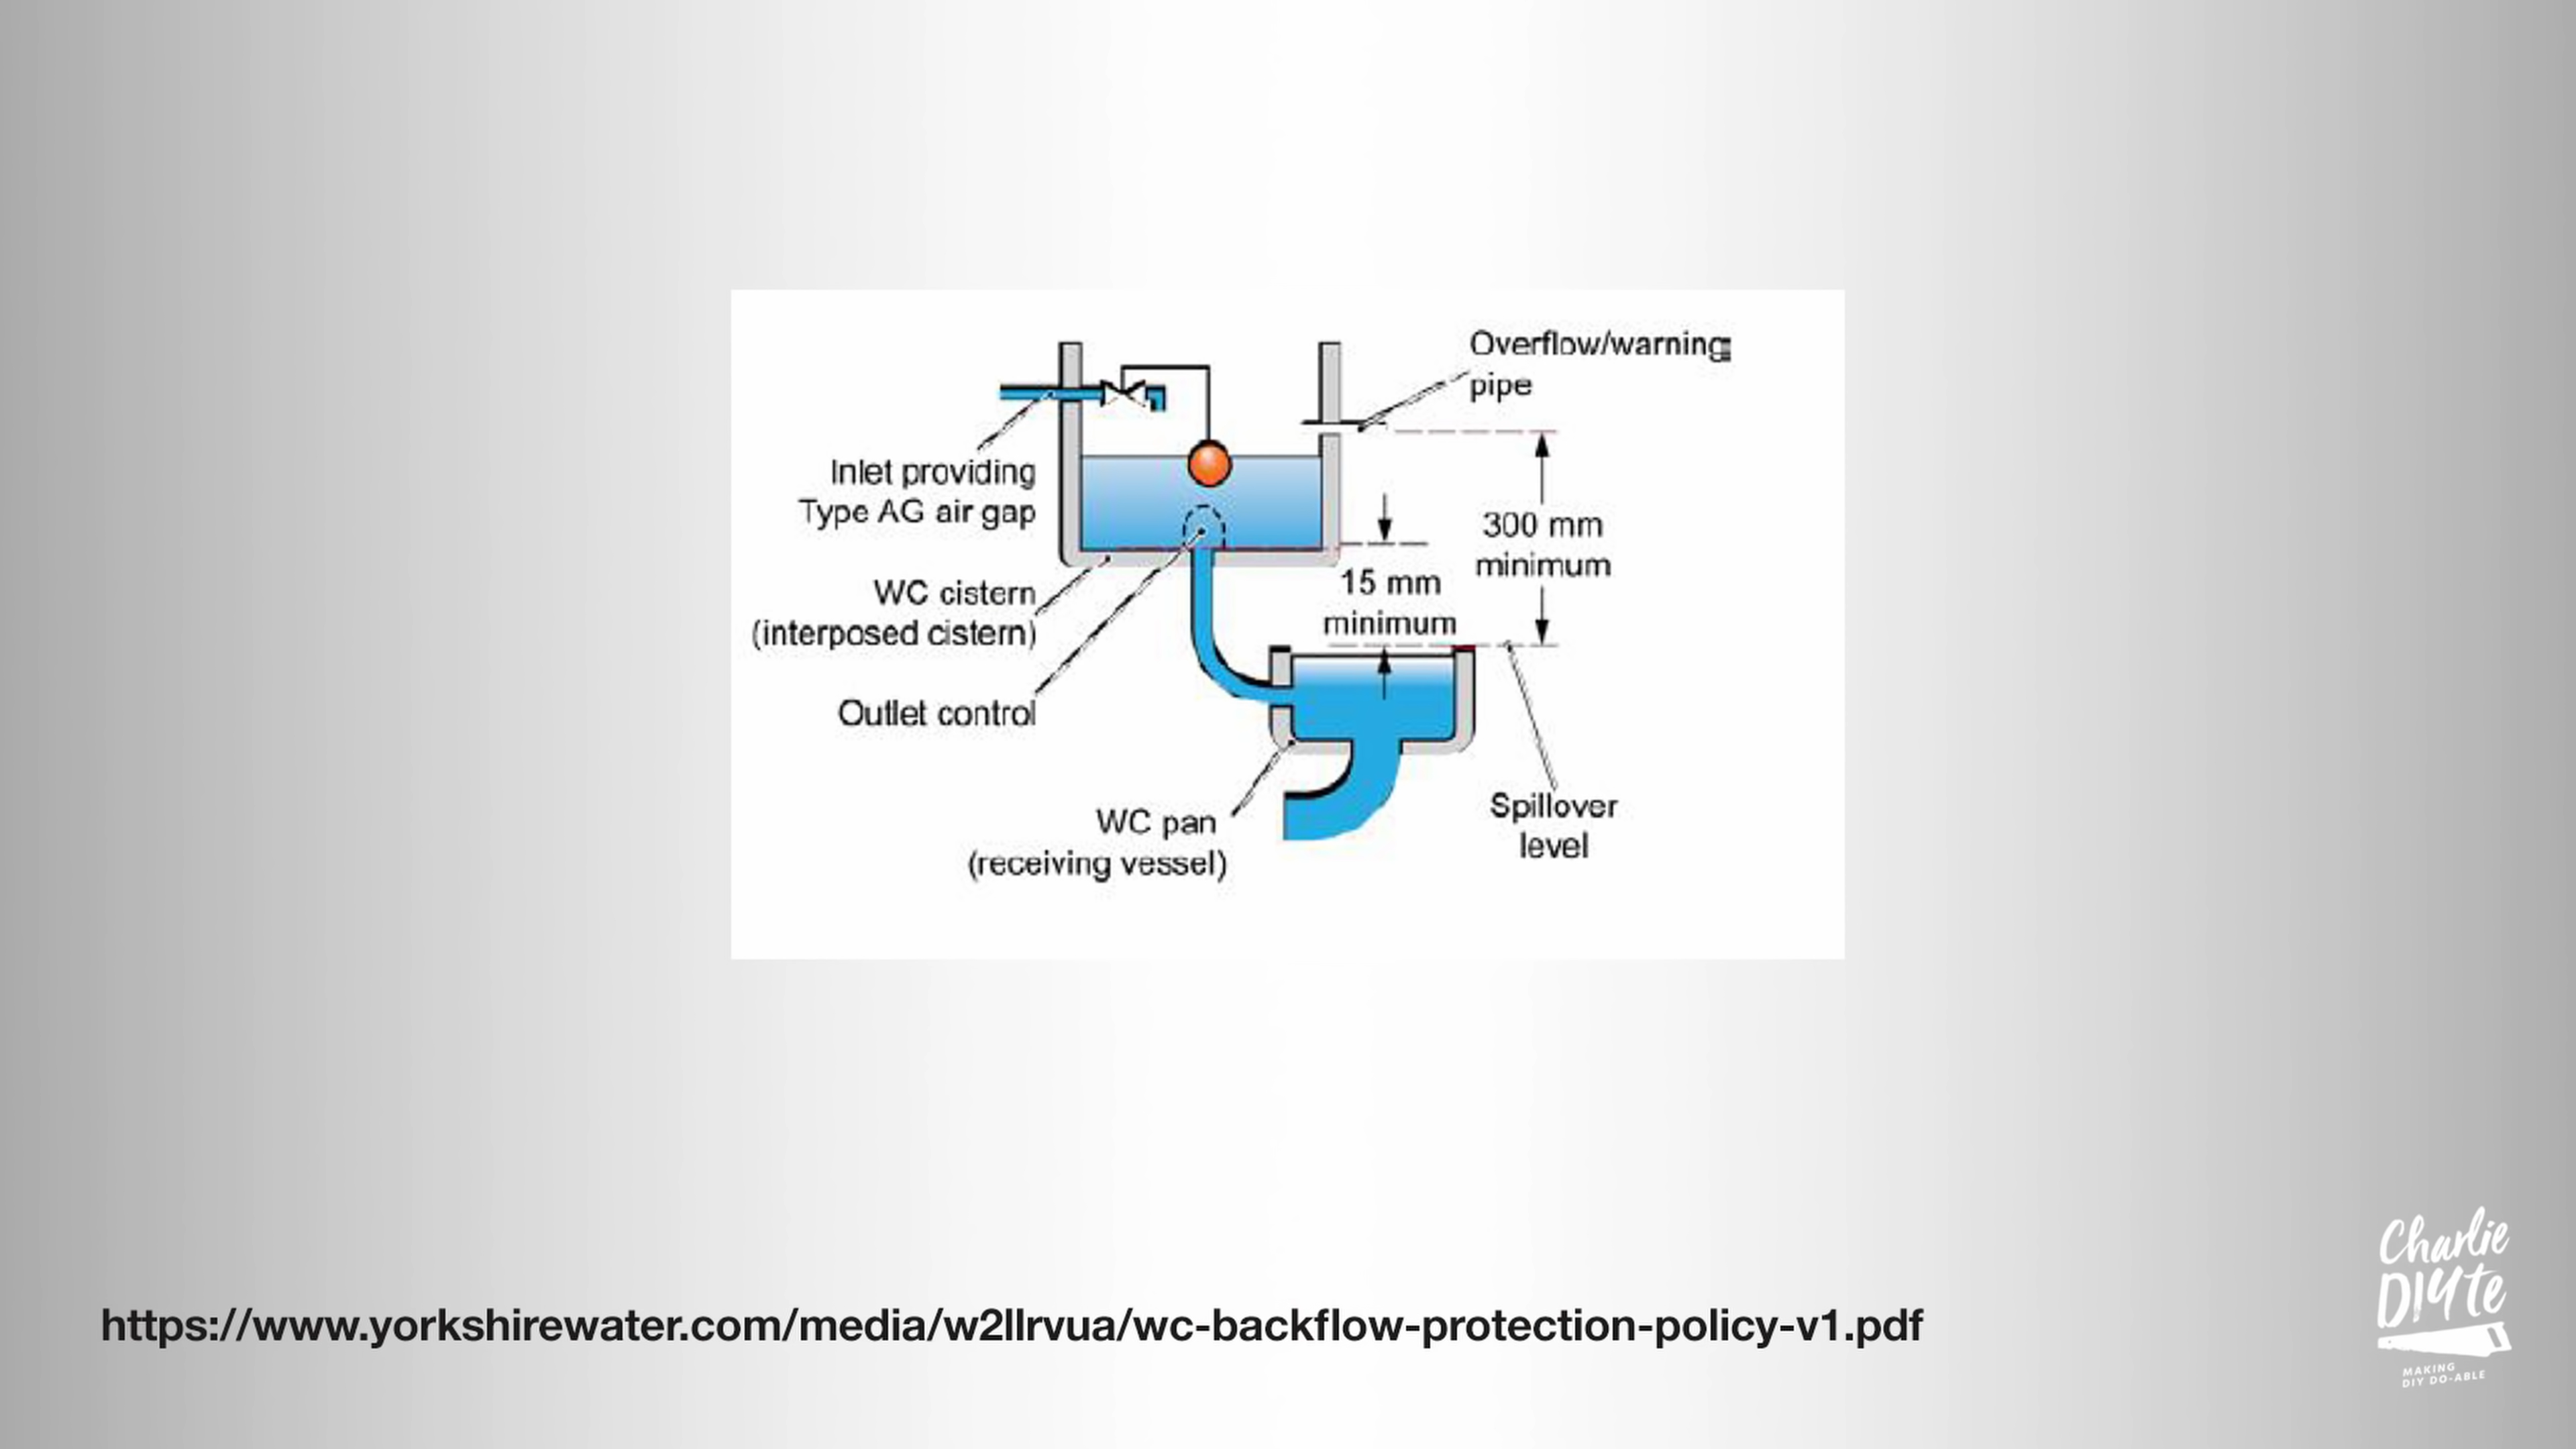 Overflow/warning
pipe
Inlet providing
Type AG air gap
300 mm
minimum
15 mm
minimum
WC cistern
(interposed cistern)
Outlet control
Spillover
level
WC pan
(receiving vessel)
https://www.yorkshirewater.com/media/w2llrvua/wc-backflow-protection-policy-v1.pdf
Charlie
DIYte
MAKING
DIY DO-ABLE